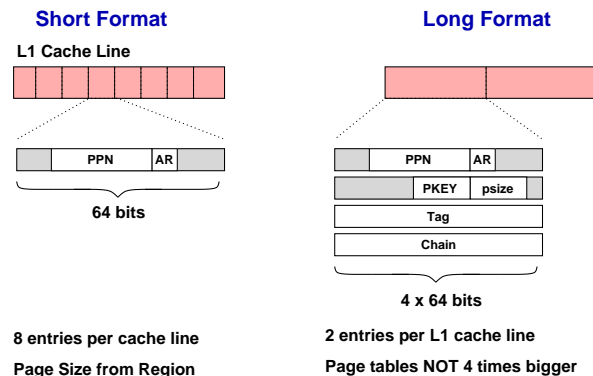 Short Format
L1 Cache Line
PPN AR
64 bits
8 entries per cache line
Page Size from Region
Long Format
PPN AR
PKEY psize
Tag
Chain
4 x 64 bits
2 entries per L1 cache line
Page tables NOT 4 times bigger